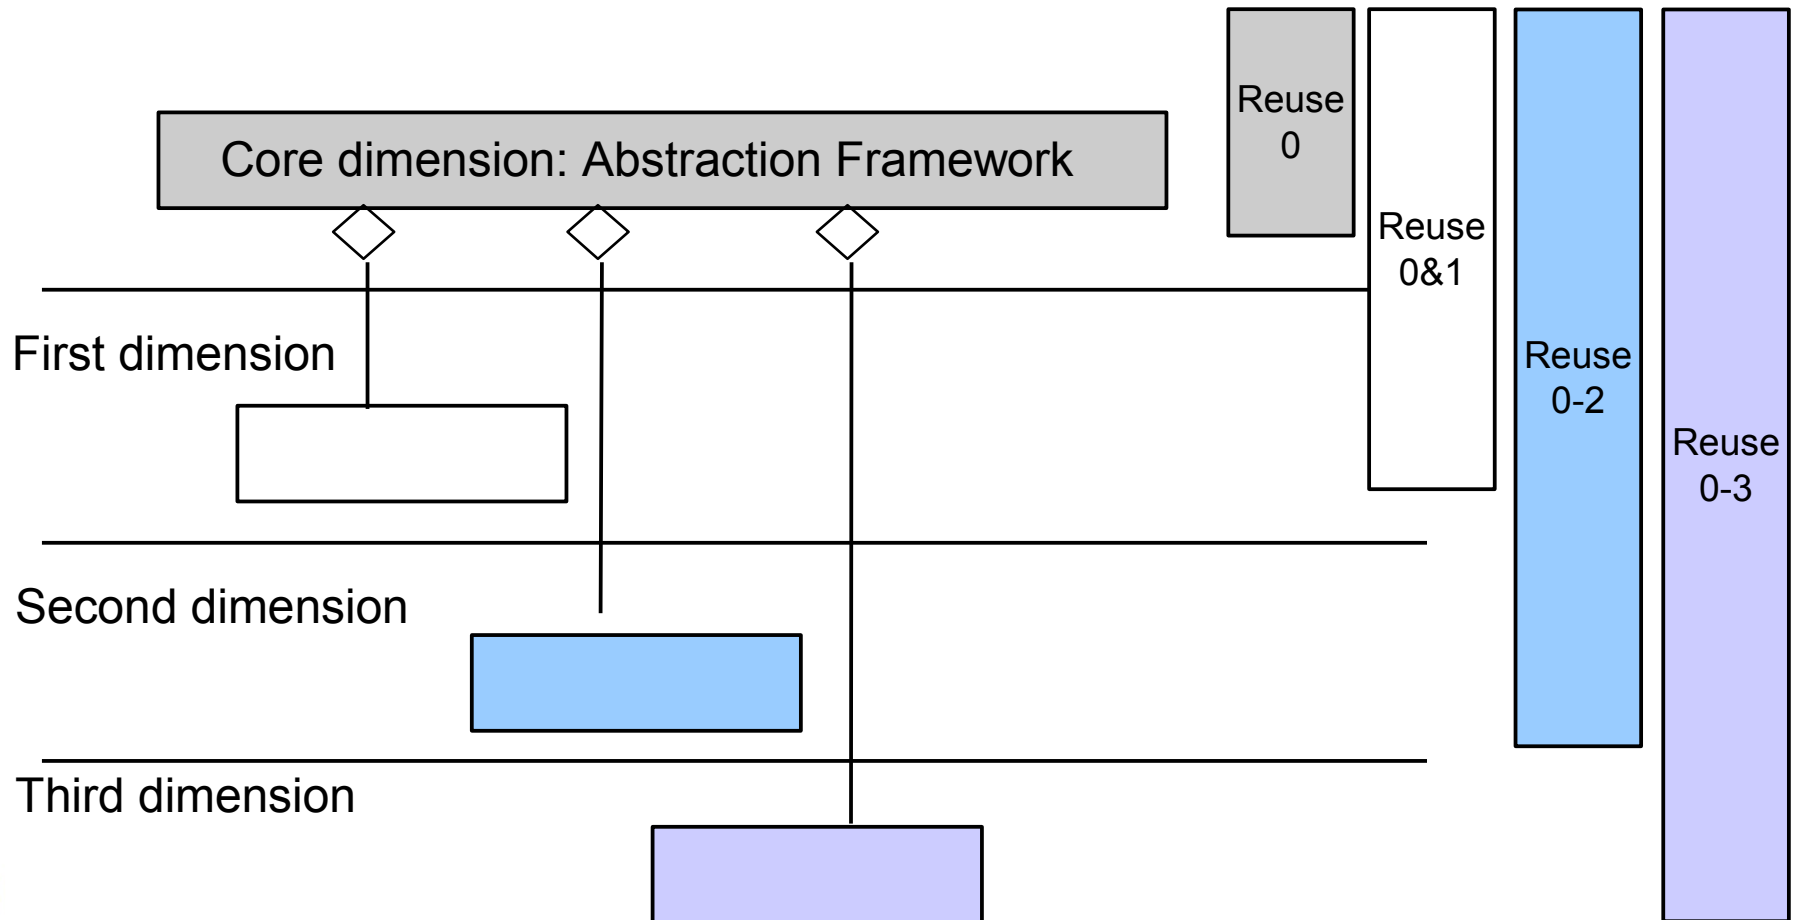 Core dimension: Abstraction Framework
First dimension
Second dimension
Third dimension
Reuse
0
Reuse
0&1
Reuse
0-2
Reuse
0-3